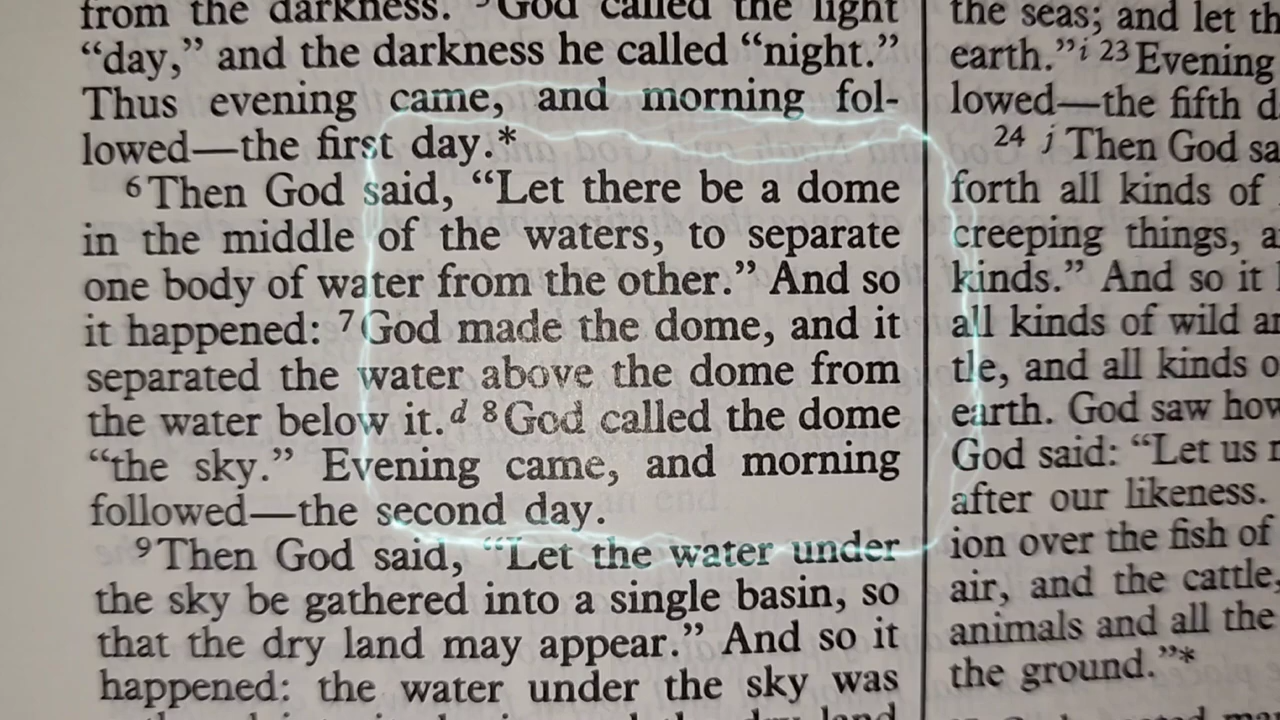 from the darkness. 5God called the light
“day,” and the darkness he called “night.”
Thus evening came, and morning fol-
lowed—the first day.*
6Then God said, “Let there be a dome
in the middle of the waters, to separate
one body of water from the other.” And so
it happened: 7God made the dome, and it
separated the water above the dome from
the water below it.d 8God called the dome
“the sky.” Evening came, and morning
followed—the second day.
9Then God said, “Let the water under
the sky be gathered into a single basin, so
that the dry land may appear.” And so it
happened: the water under the sky was
the seas; and let th
earth.”i 23Evening
lowed—the fifth d
24 j Then God sa
forth all kinds of
creeping things, a
kinds.” And so it
all kinds of wild an
tle, and all kinds o
earth. God saw how
God said: “Let us
after our likeness.
ion over the fish of
air, and the cattle,
animals and all the
the ground.”*